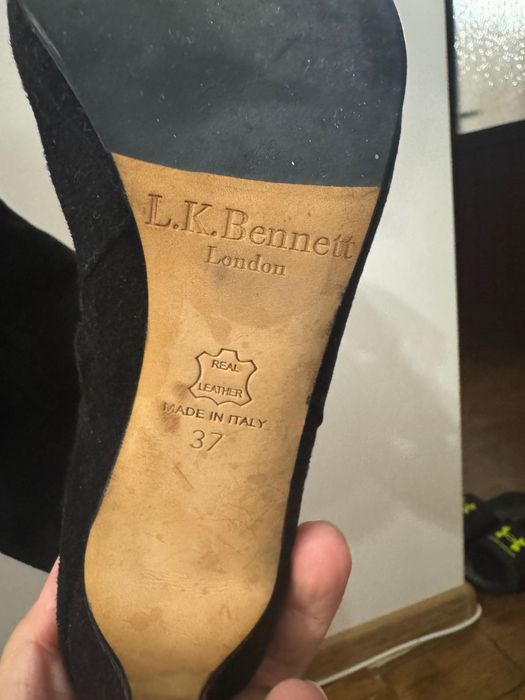 L.K.Bennett
London
REAL
LEATHER
MADE IN ITALY
37